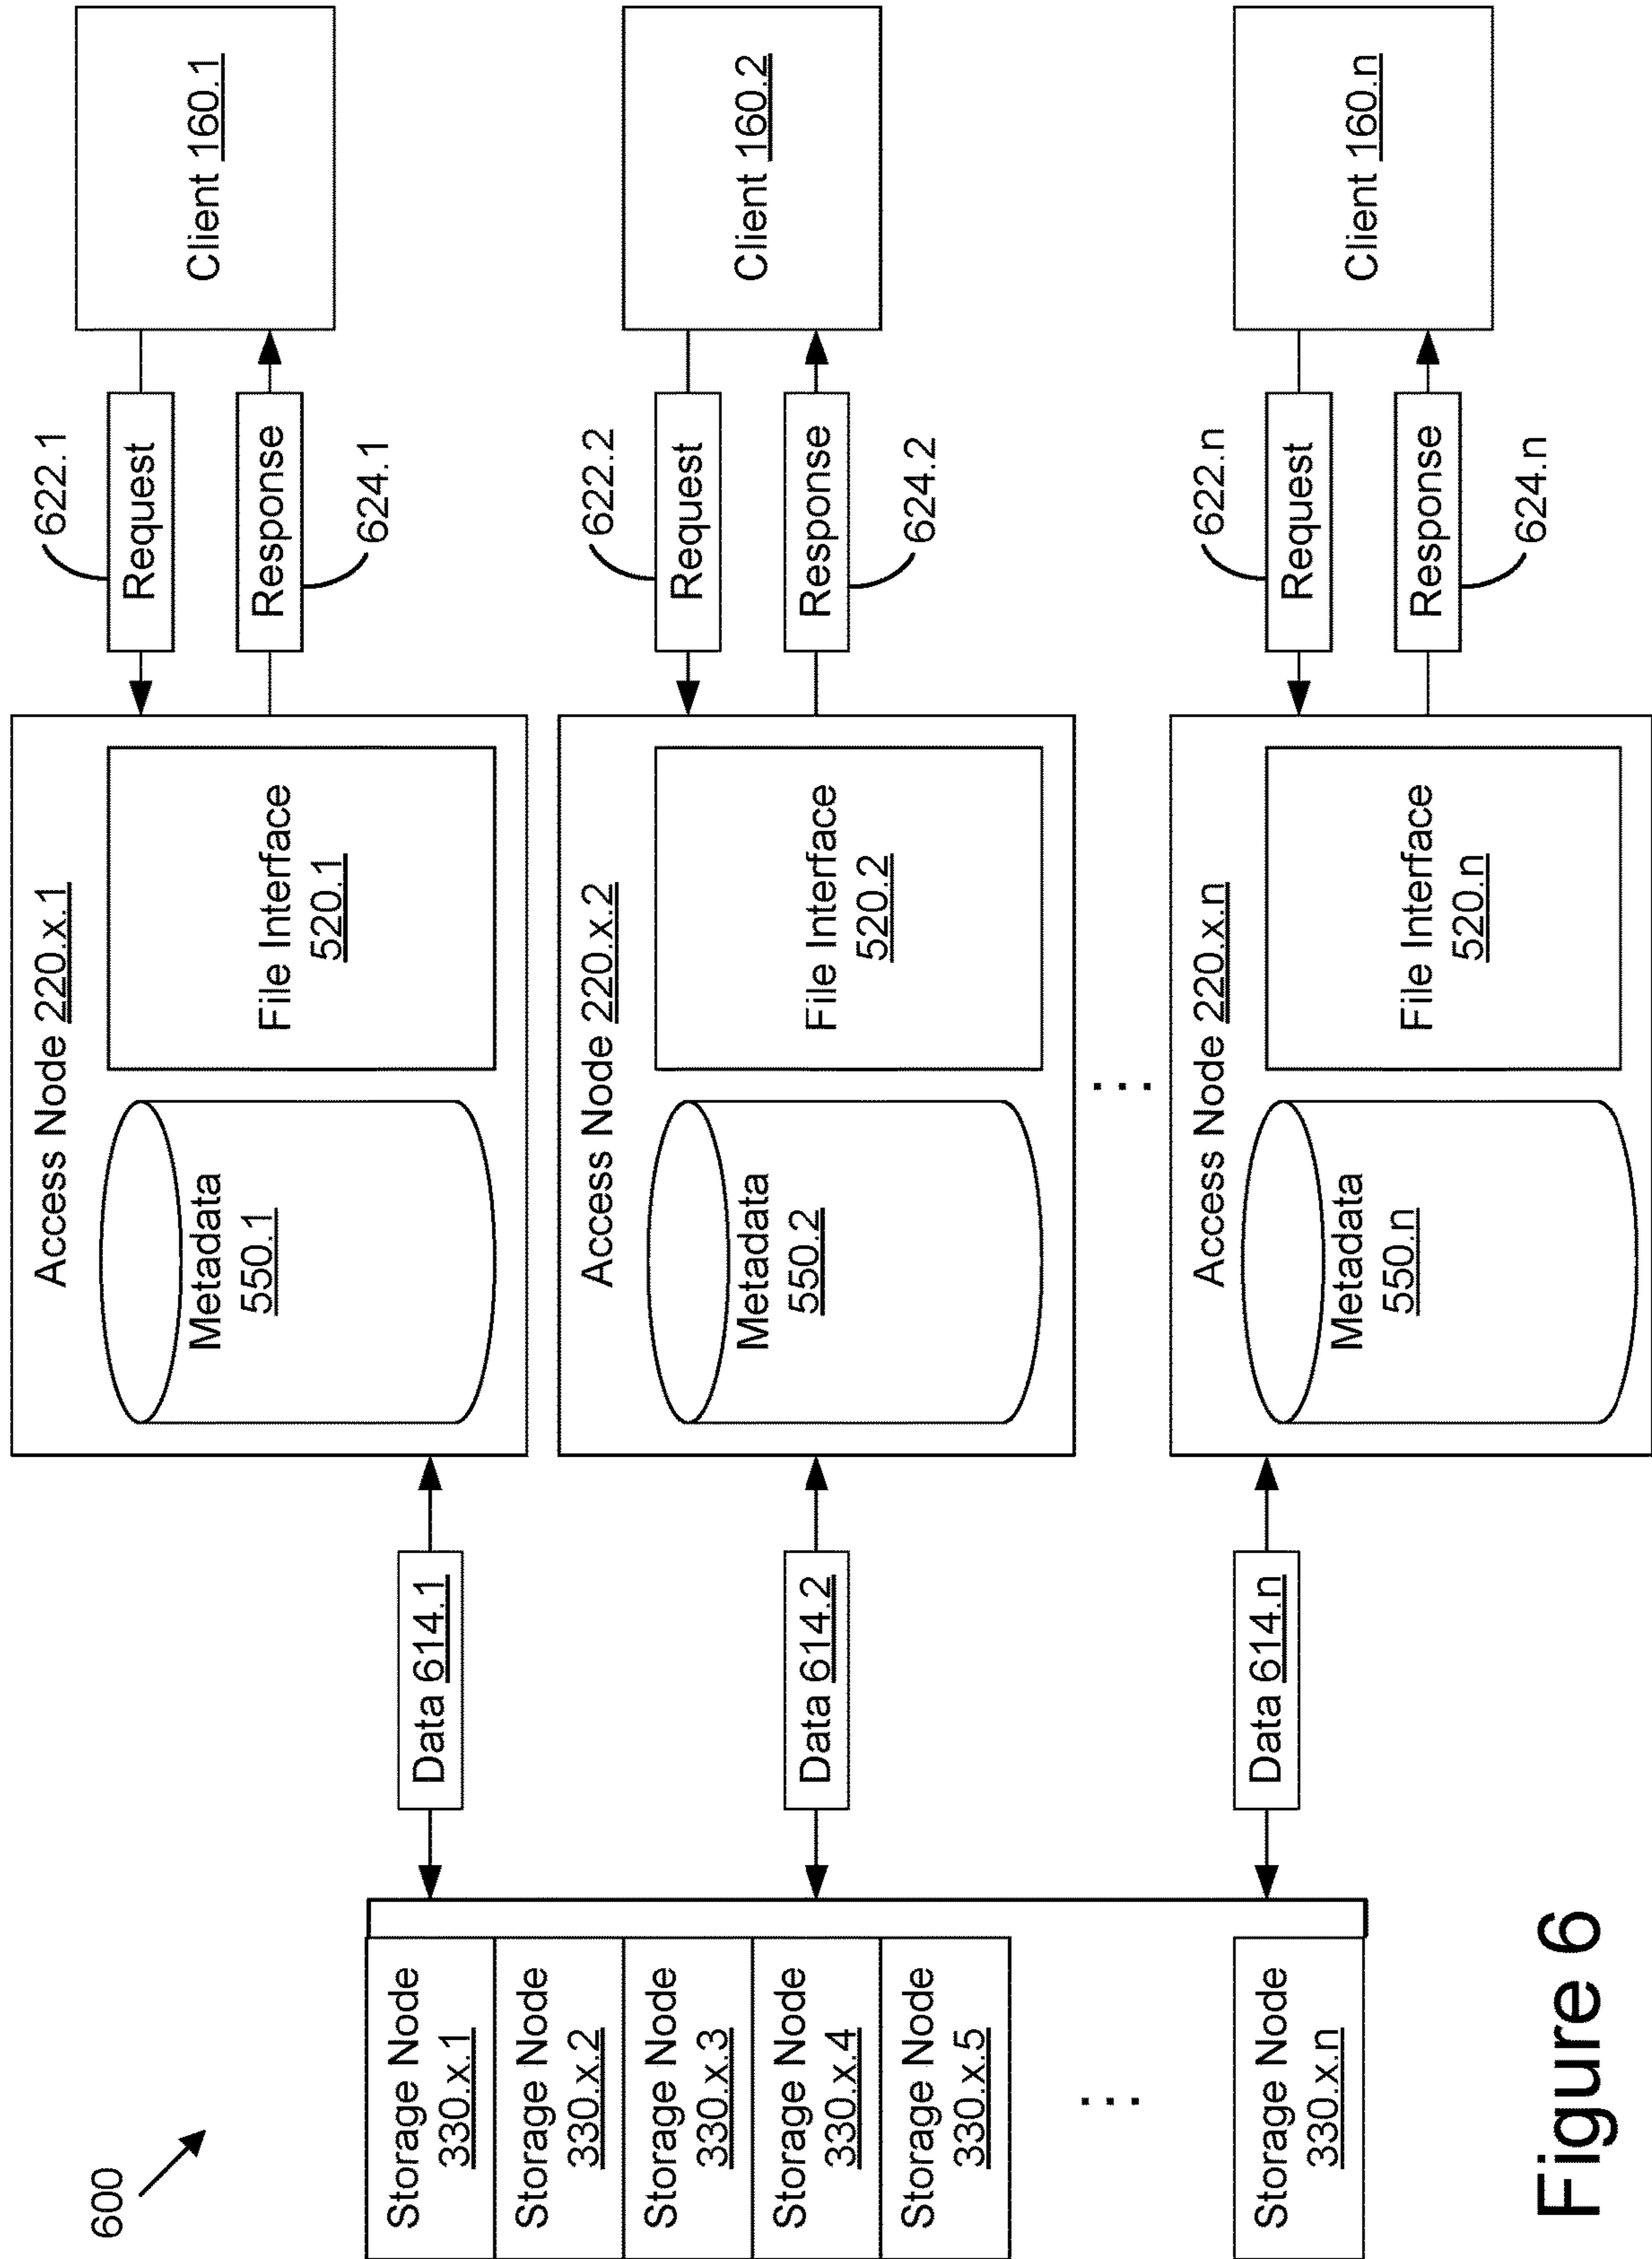 600
Storage Node
330.x.1
Storage Node
330.x.2
Storage Node
330.x.3
Storage Node
330.x.4
Storage Node
330.x.5
...
Storage Node
330.x.n
Data 614.1
Data 614.2
Data 614.n
Access Node 220.x.1
Metadata
550.1
File Interface
520.1
Access Node 220.x.2
Metadata
550.2
File Interface
520.2
...
Access Node 220.x.n
Metadata
550.n
File Interface
520.n
622.1
Request
Response
624.1
622.2
Request
Response
624.2
622.n
Request
Response
624.n
Client 160.1
Client 160.2
Client 160.n
Figure 6